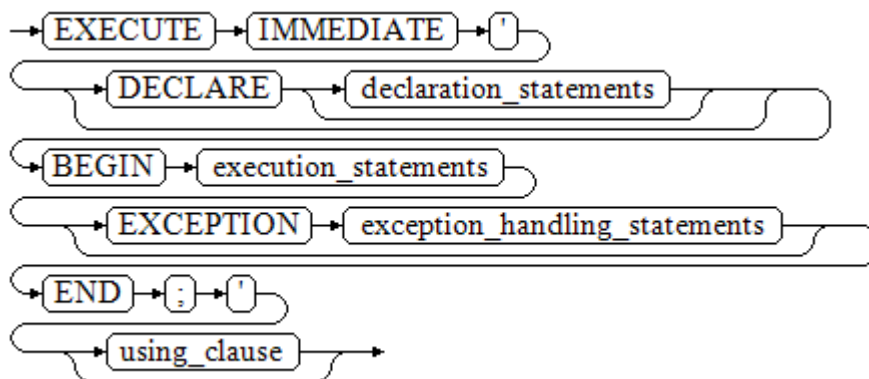 EXECUTE IMMEDIATE '
DECLARE declaration_statements
BEGIN execution_statements
EXCEPTION exception_handling_statements
END ; '
using_clause